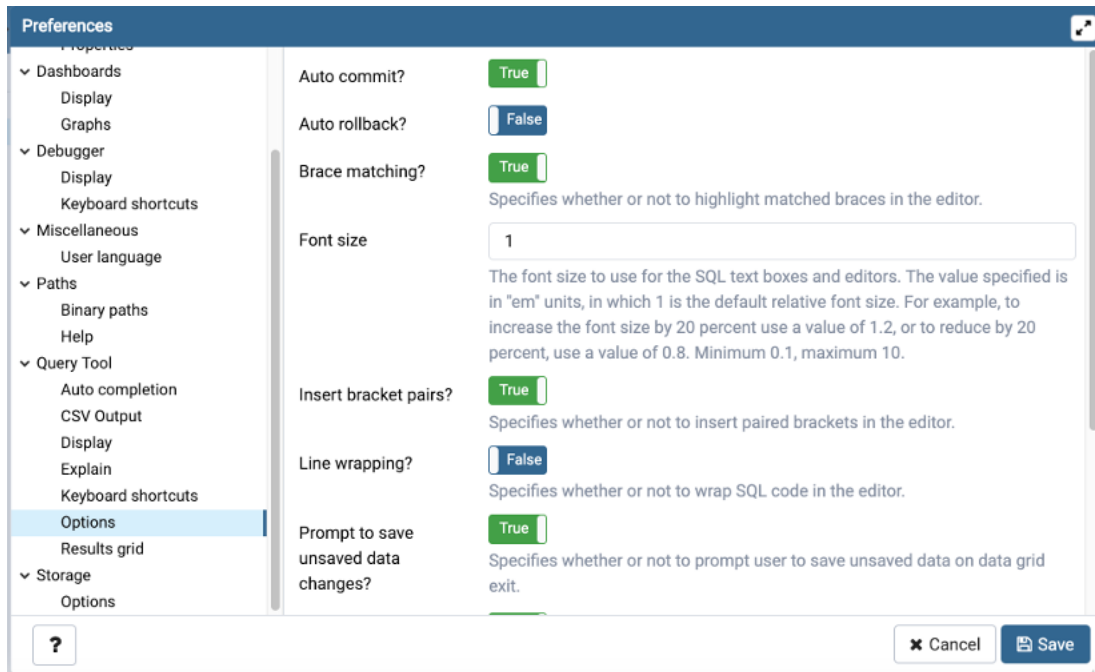 Preferences
Properties
Dashboards
Display
Graphs
Debugger
Display
Keyboard shortcuts
Miscellaneous
User language
Paths
Binary paths
Help
Query Tool
Auto completion
CSV Output
Display
Explain
Keyboard shortcuts
Options
Results grid
Storage
Options
Auto commit?
True
Auto rollback?
False
Brace matching?
True
Specifies whether or not to highlight matched braces in the editor.
Font size
1
The font size to use for the SQL text boxes and editors. The value specified is
in "em" units, in which 1 is the default relative font size. For example, to
increase the font size by 20 percent use a value of 1.2, or to reduce by 20
percent, use a value of 0.8. Minimum 0.1, maximum 10.
Insert bracket pairs?
True
Specifies whether or not to insert paired brackets in the editor.
Line wrapping?
False
Specifies whether or not to wrap SQL code in the editor.
Prompt to save
unsaved data
changes?
True
Specifies whether or not to prompt user to save unsaved data on data grid
exit.
?
Cancel
Save